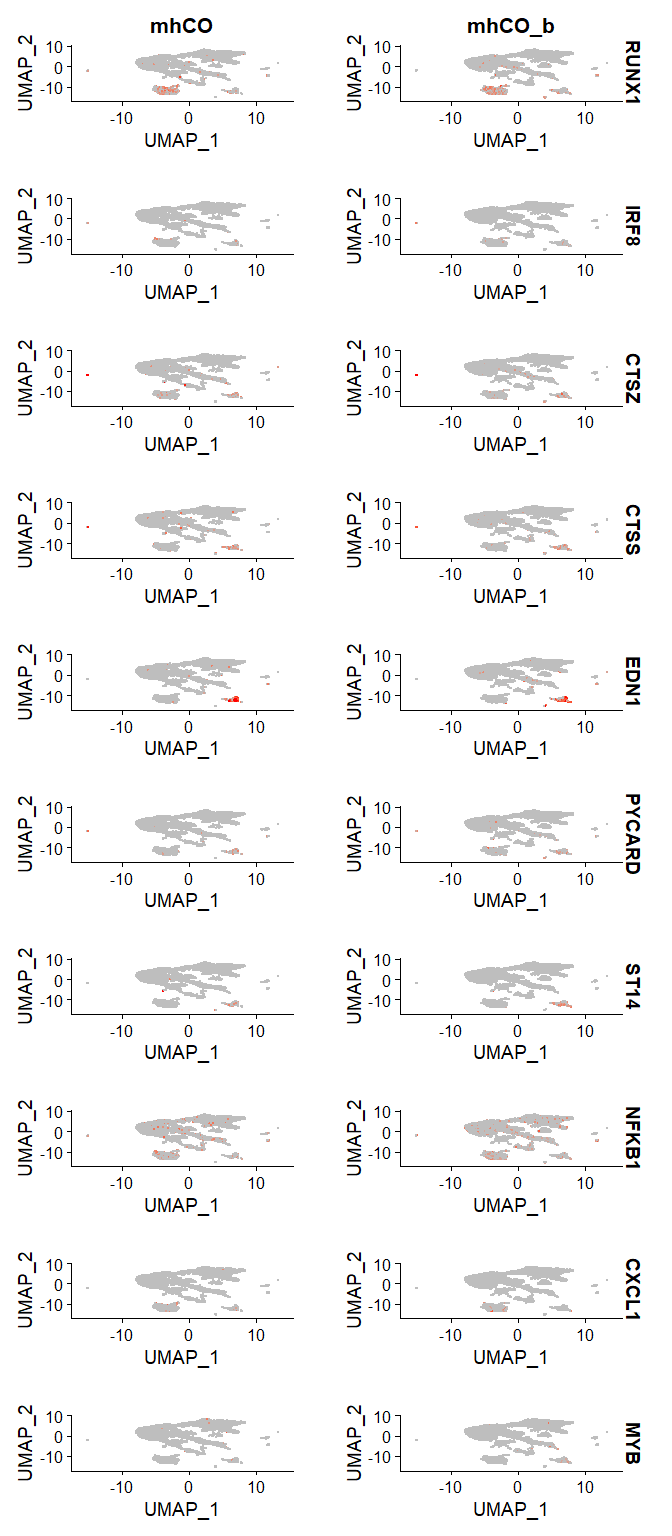 mhCO mhCO_b
UMAP_2 10 0 -10 UMAP_2 10 0 -10 RUNX1
-10 0 10 -10 0 10
UMAP_1 UMAP_1
UMAP_2 10 0 -10 UMAP_2 10 0 -10 IRF8
-10 0 10 -10 0 10
UMAP_1 UMAP_1
UMAP_2 10 0 -10 UMAP_2 10 0 -10 CTSZ
-10 0 10 -10 0 10
UMAP_1 UMAP_1
UMAP_2 10 0 -10 UMAP_2 10 0 -10 CTSS
-10 0 10 -10 0 10
UMAP_1 UMAP_1
UMAP_2 10 0 -10 UMAP_2 10 0 -10 EDN1
-10 0 10 -10 0 10
UMAP_1 UMAP_1
UMAP_2 10 0 -10 UMAP_2 10 0 -10 PYCARD
-10 0 10 -10 0 10
UMAP_1 UMAP_1
UMAP_2 10 0 -10 UMAP_2 10 0 -10 ST14
-10 0 10 -10 0 10
UMAP_1 UMAP_1
UMAP_2 10 0 -10 UMAP_2 10 0 -10 NFKB1
-10 0 10 -10 0 10
UMAP_1 UMAP_1
UMAP_2 10 0 -10 UMAP_2 10 0 -10 CXCL1
-10 0 10 -10 0 10
UMAP_1 UMAP_1
UMAP_2 10 0 -10 UMAP_2 10 0 -10 MYB
-10 0 10 -10 0 10
UMAP_1 UMAP_1